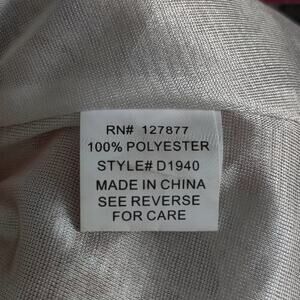 RN# 127877
100% POLYESTER
STYLE# D1940
MADE IN CHINA
SEE REVERSE
FOR CARE